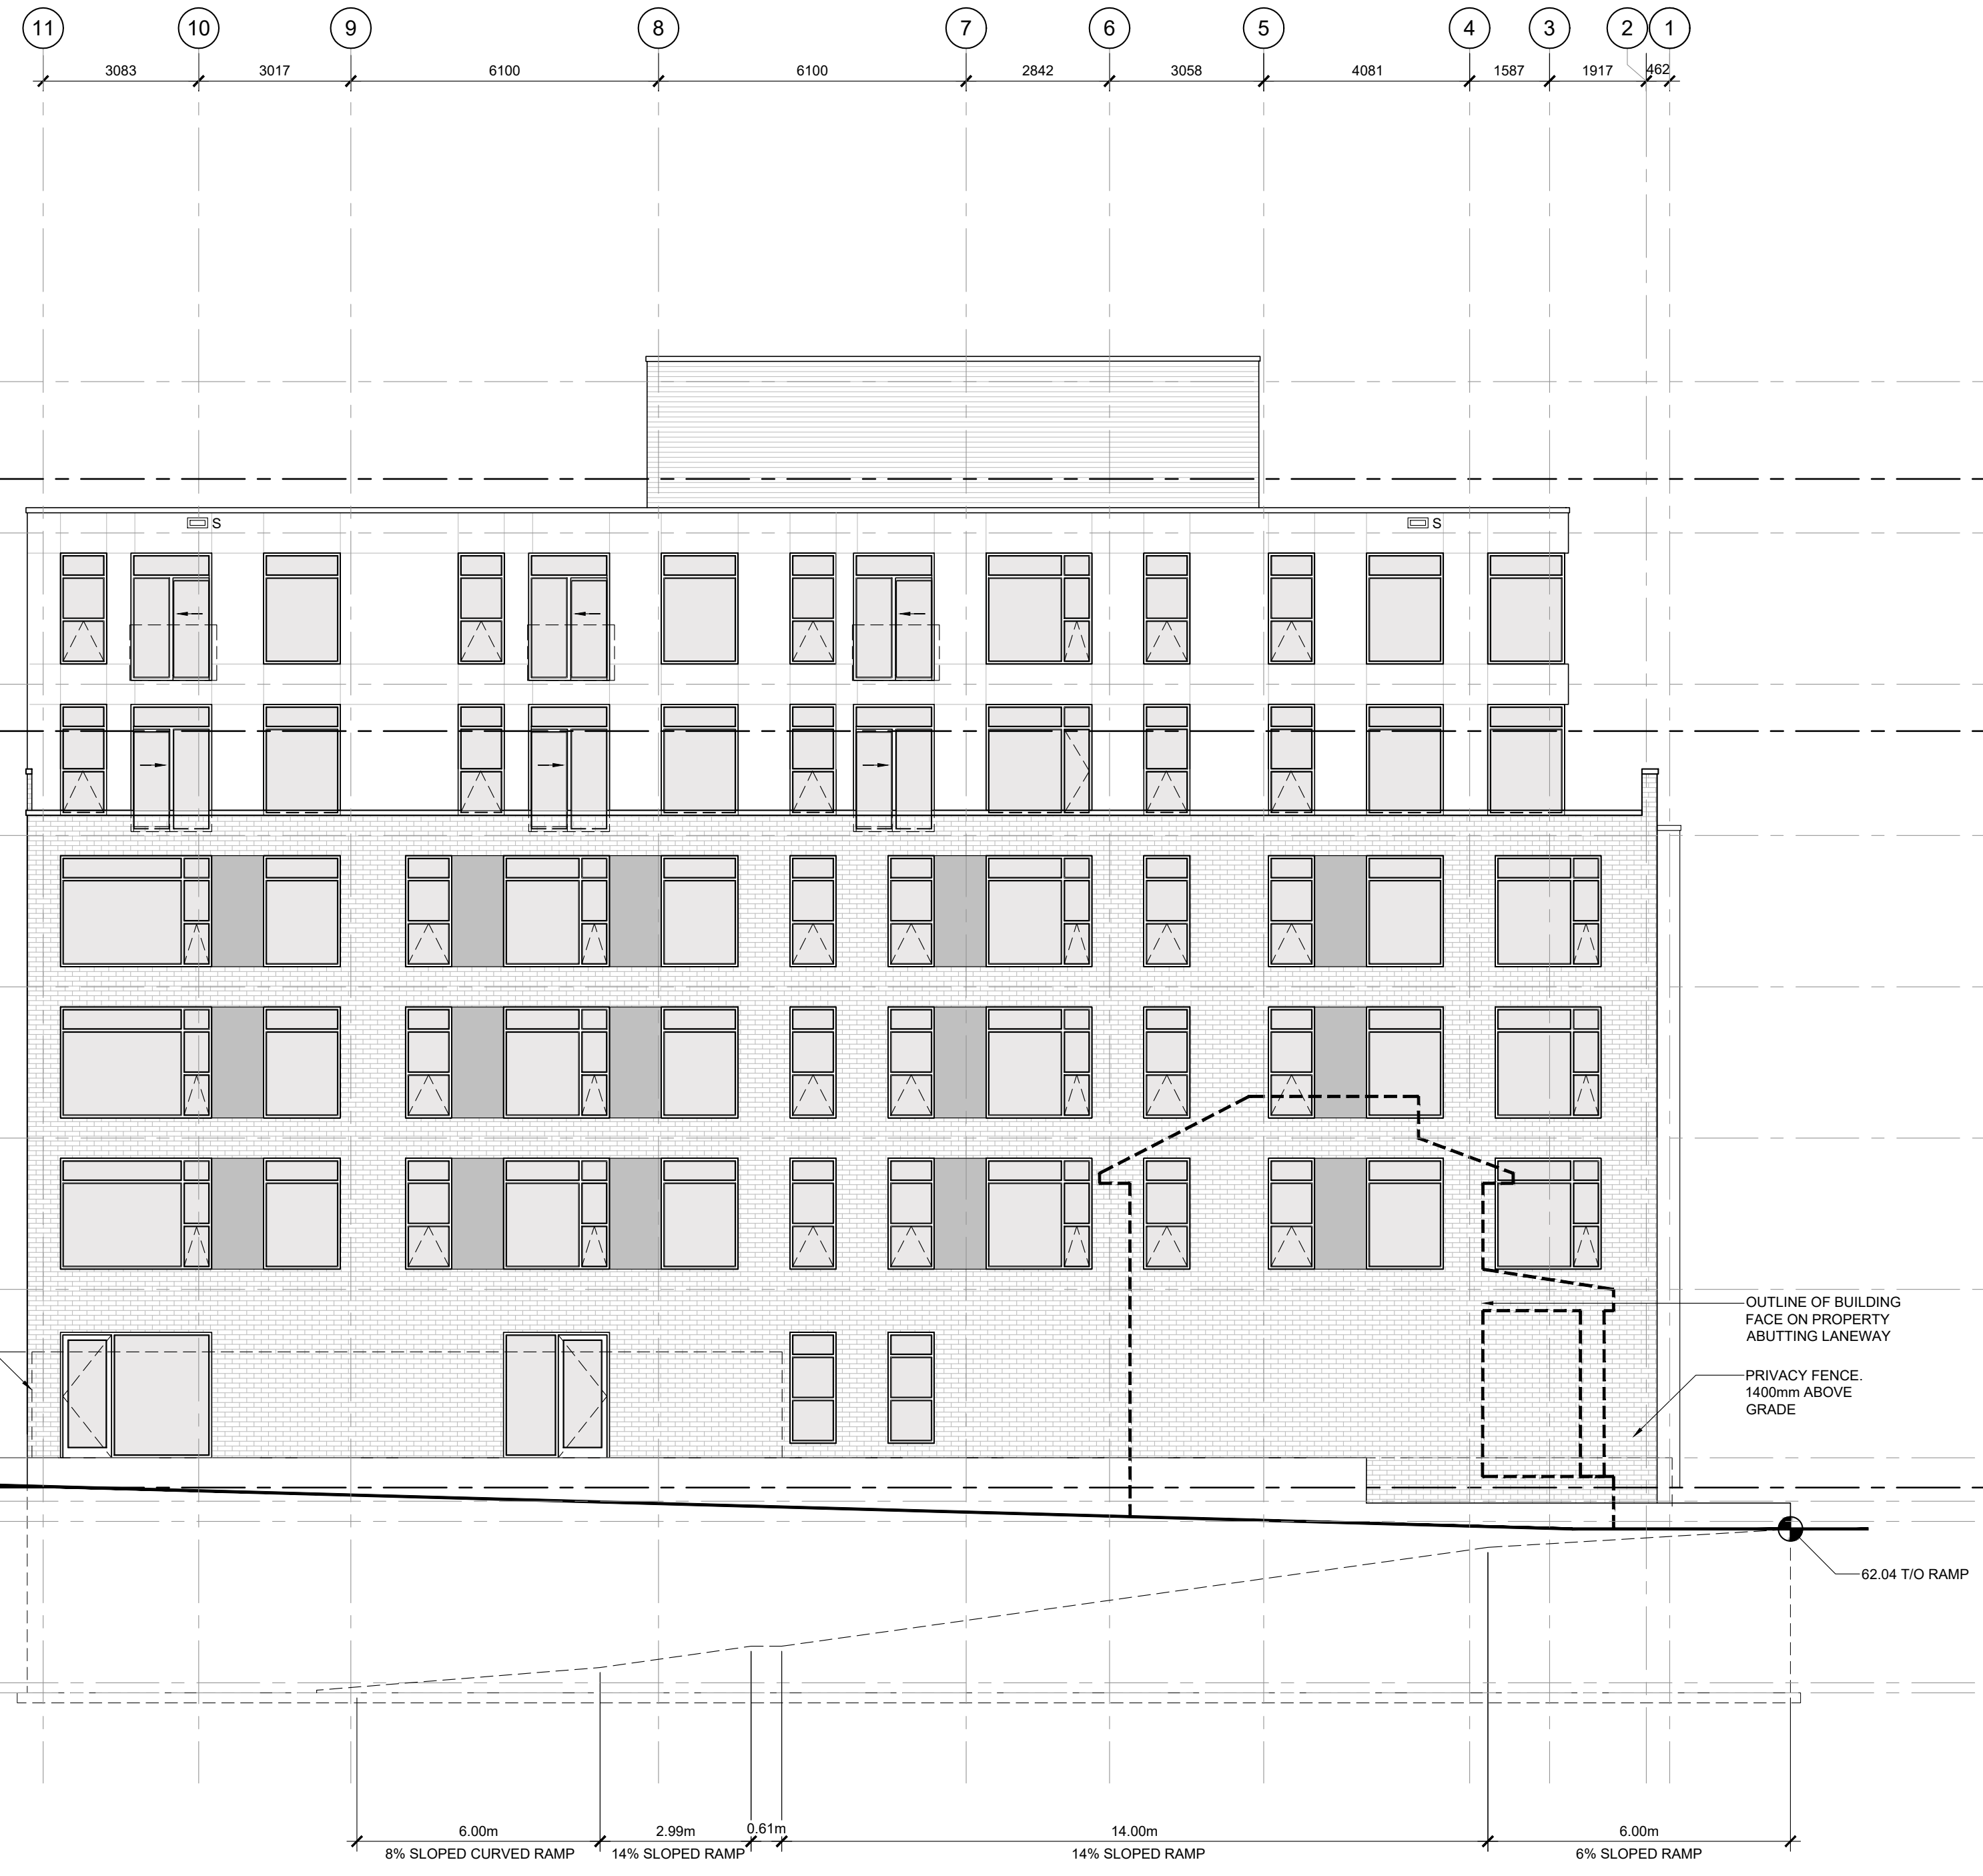 11 10 9 8 7 6 5 4 3 2 1
3083 3017 6100 6100 2842 3058 4081 1587 1917 462
S S
OUTLINE OF BUILDING
FACE ON PROPERTY
ABUTTING LANEWAY
PRIVACY FENCE.
1400mm ABOVE
GRADE
62.04 T/O RAMP
6.00m 2.99m 0.61m 14.00m 6.00m
8% SLOPED CURVED RAMP 14% SLOPED RAMP 14% SLOPED RAMP 6% SLOPED RAMP